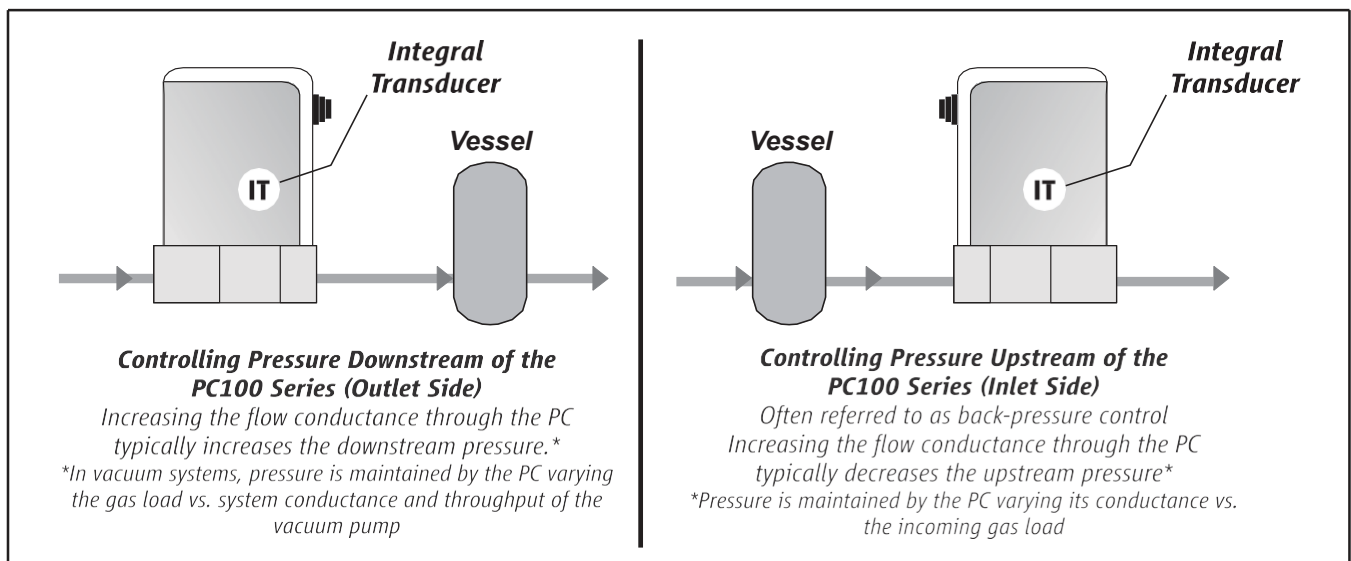 Integral
Transducer
Vessel
IT
Controlling Pressure Downstream of the
PC100 Series (Outlet Side)
Increasing the flow conductance through the PC
typically increases the downstream pressure.*
*In vacuum systems, pressure is maintained by the PC varying
the gas load vs. system conductance and throughput of the
vacuum pump
Integral
Transducer
Vessel
IT
Controlling Pressure Upstream of the
PC100 Series (Inlet Side)
Often referred to as back-pressure control
Increasing the flow conductance through the PC
typically decreases the upstream pressure*
*Pressure is maintained by the PC varying its conductance vs.
the incoming gas load